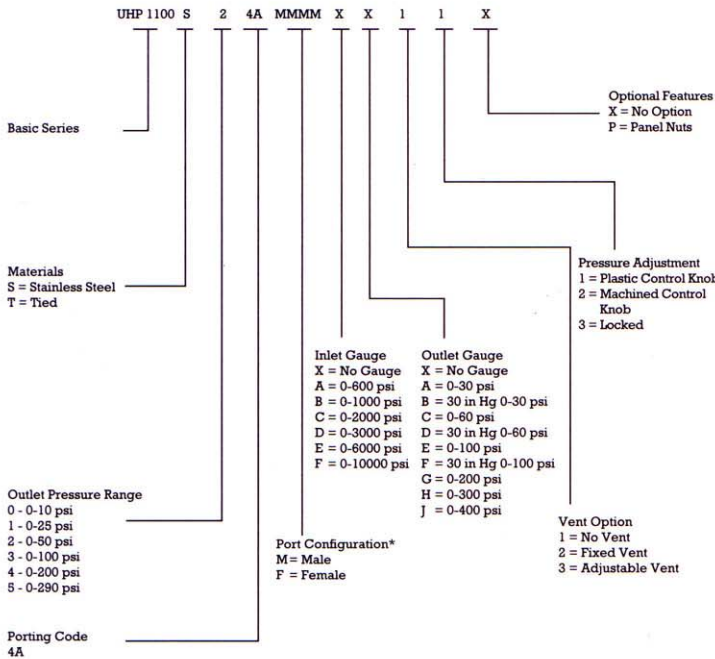 UHP 1100 S 2 4A MMMM X X 1 1 X
Optional Features
X = No Option
P = Panel Nuts
Basic Series
Pressure Adjustment
1 = Plastic Control Knob
2 = Machined Control
Knob
3 = Locked
Materials
S = Stainless Steel
T = Tied
Inlet Gauge
X = No Gauge
A = 0-600 psi
B = 0-1000 psi
C = 0-2000 psi
D = 0-3000 psi
E = 0-6000 psi
F = 0-10000 psi
Outlet Gauge
X = No Gauge
A = 0-30 psi
B = 30 in Hg 0-30 psi
C = 0-60 psi
D = 30 in Hg 0-60 psi
E = 0-100 psi
F = 30 in Hg 0-100 psi
G = 0-200 psi
H = 0-300 psi
J = 0-400 psi
Outlet Pressure Range
0 - 0-10 psi
1 - 0-25 psi
2 - 0-50 psi
3 - 0-100 psi
4 - 0-200 psi
5 - 0-290 psi
Port Configuration*
M = Male
F = Female
Vent Option
1 = No Vent
2 = Fixed Vent
3 = Adjustable Vent
Porting Code
4A